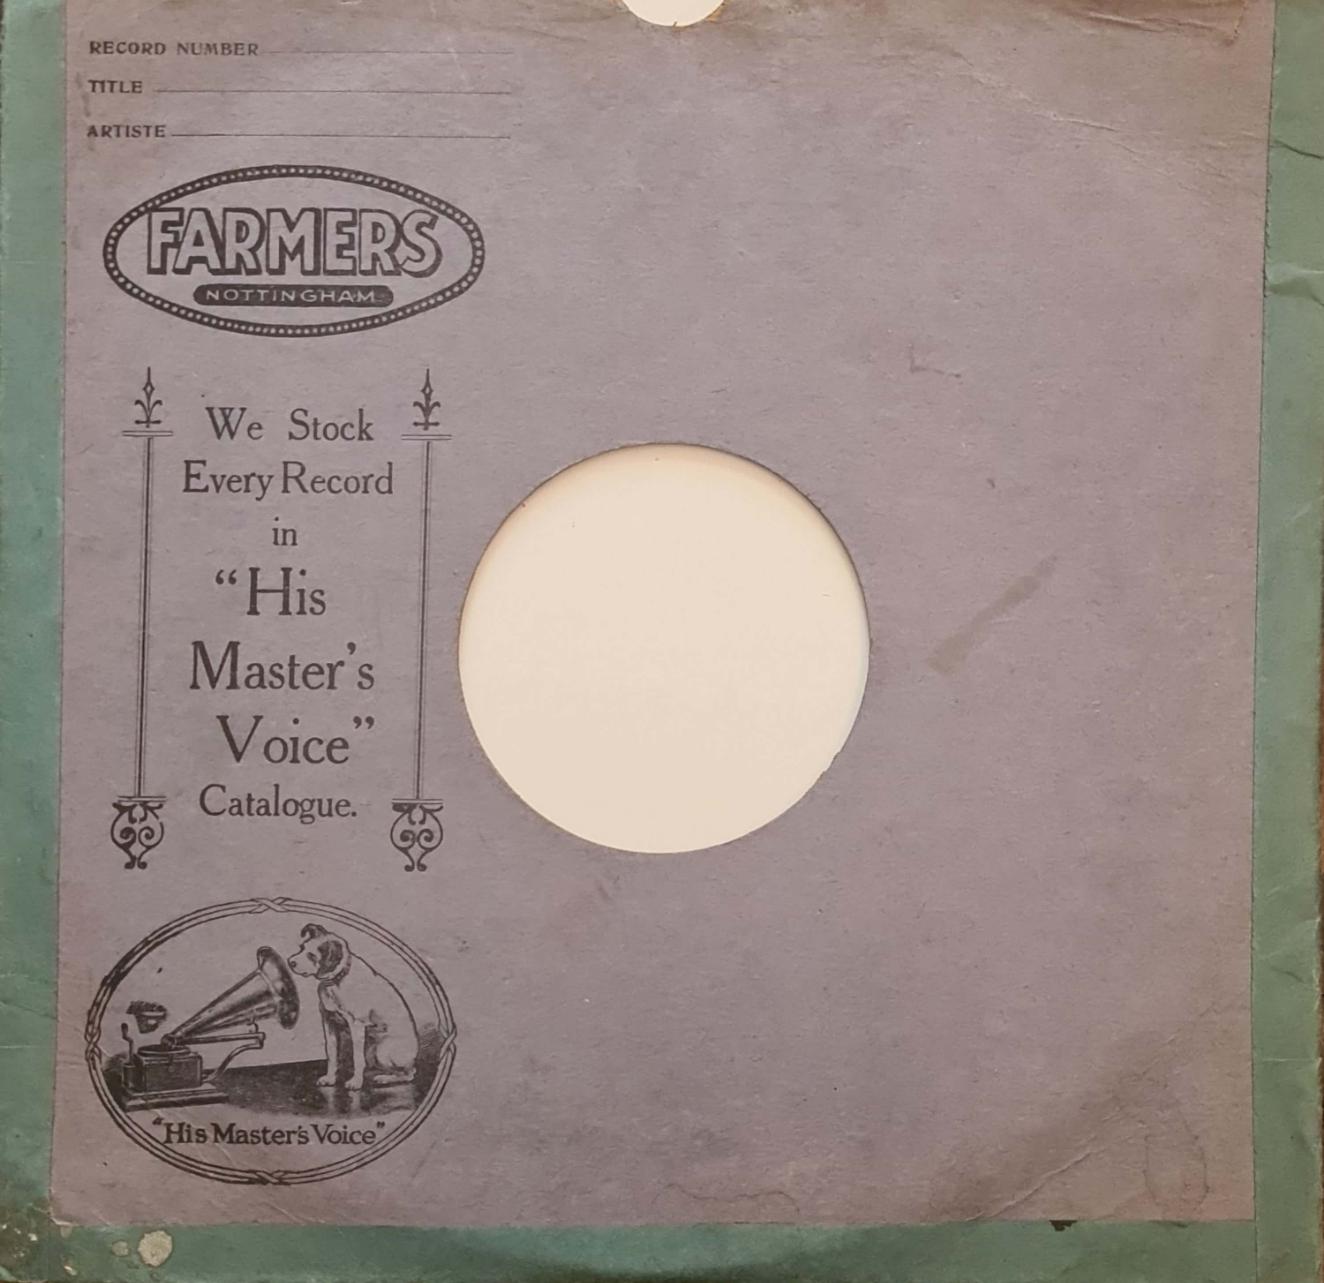 RECORD NUMBER
TITLE
ARTISTE
FARMERS
NOTTINGHAM
We Stock
Every Record
in
“His
Master’s
Voice”
Catalogue.
“His Master’s Voice”